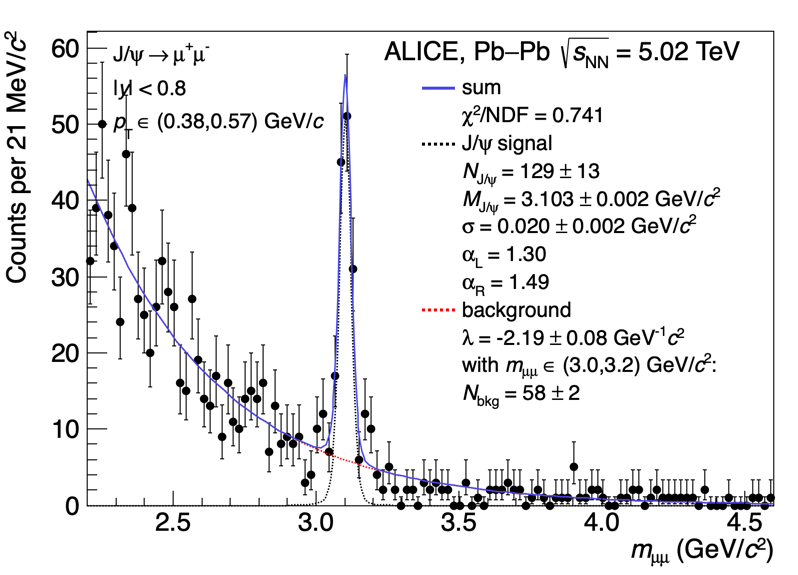 ALICE, Pb–Pb √sNN = 5.02 TeV
J/ψ → μ+μ-
|y| < 0.8
pT ∈ (0.38,0.57) GeV/c
sum
χ²/NDF = 0.741
J/ψ signal
NJ/ψ = 129 ± 13
MJ/ψ = 3.103 ± 0.002 GeV/c²
σ = 0.020 ± 0.002 GeV/c²
αL = 1.30
αR = 1.49
background
λ = -2.19 ± 0.08 GeV⁻¹c²
with mμμ ∈ (3.0,3.2) GeV/c²:
Nbkg = 58 ± 2
Counts per 21 MeV/c²
60
50
40
30
20
10
0
2.5 3.0 3.5 4.0 4.5
mμμ (GeV/c²)